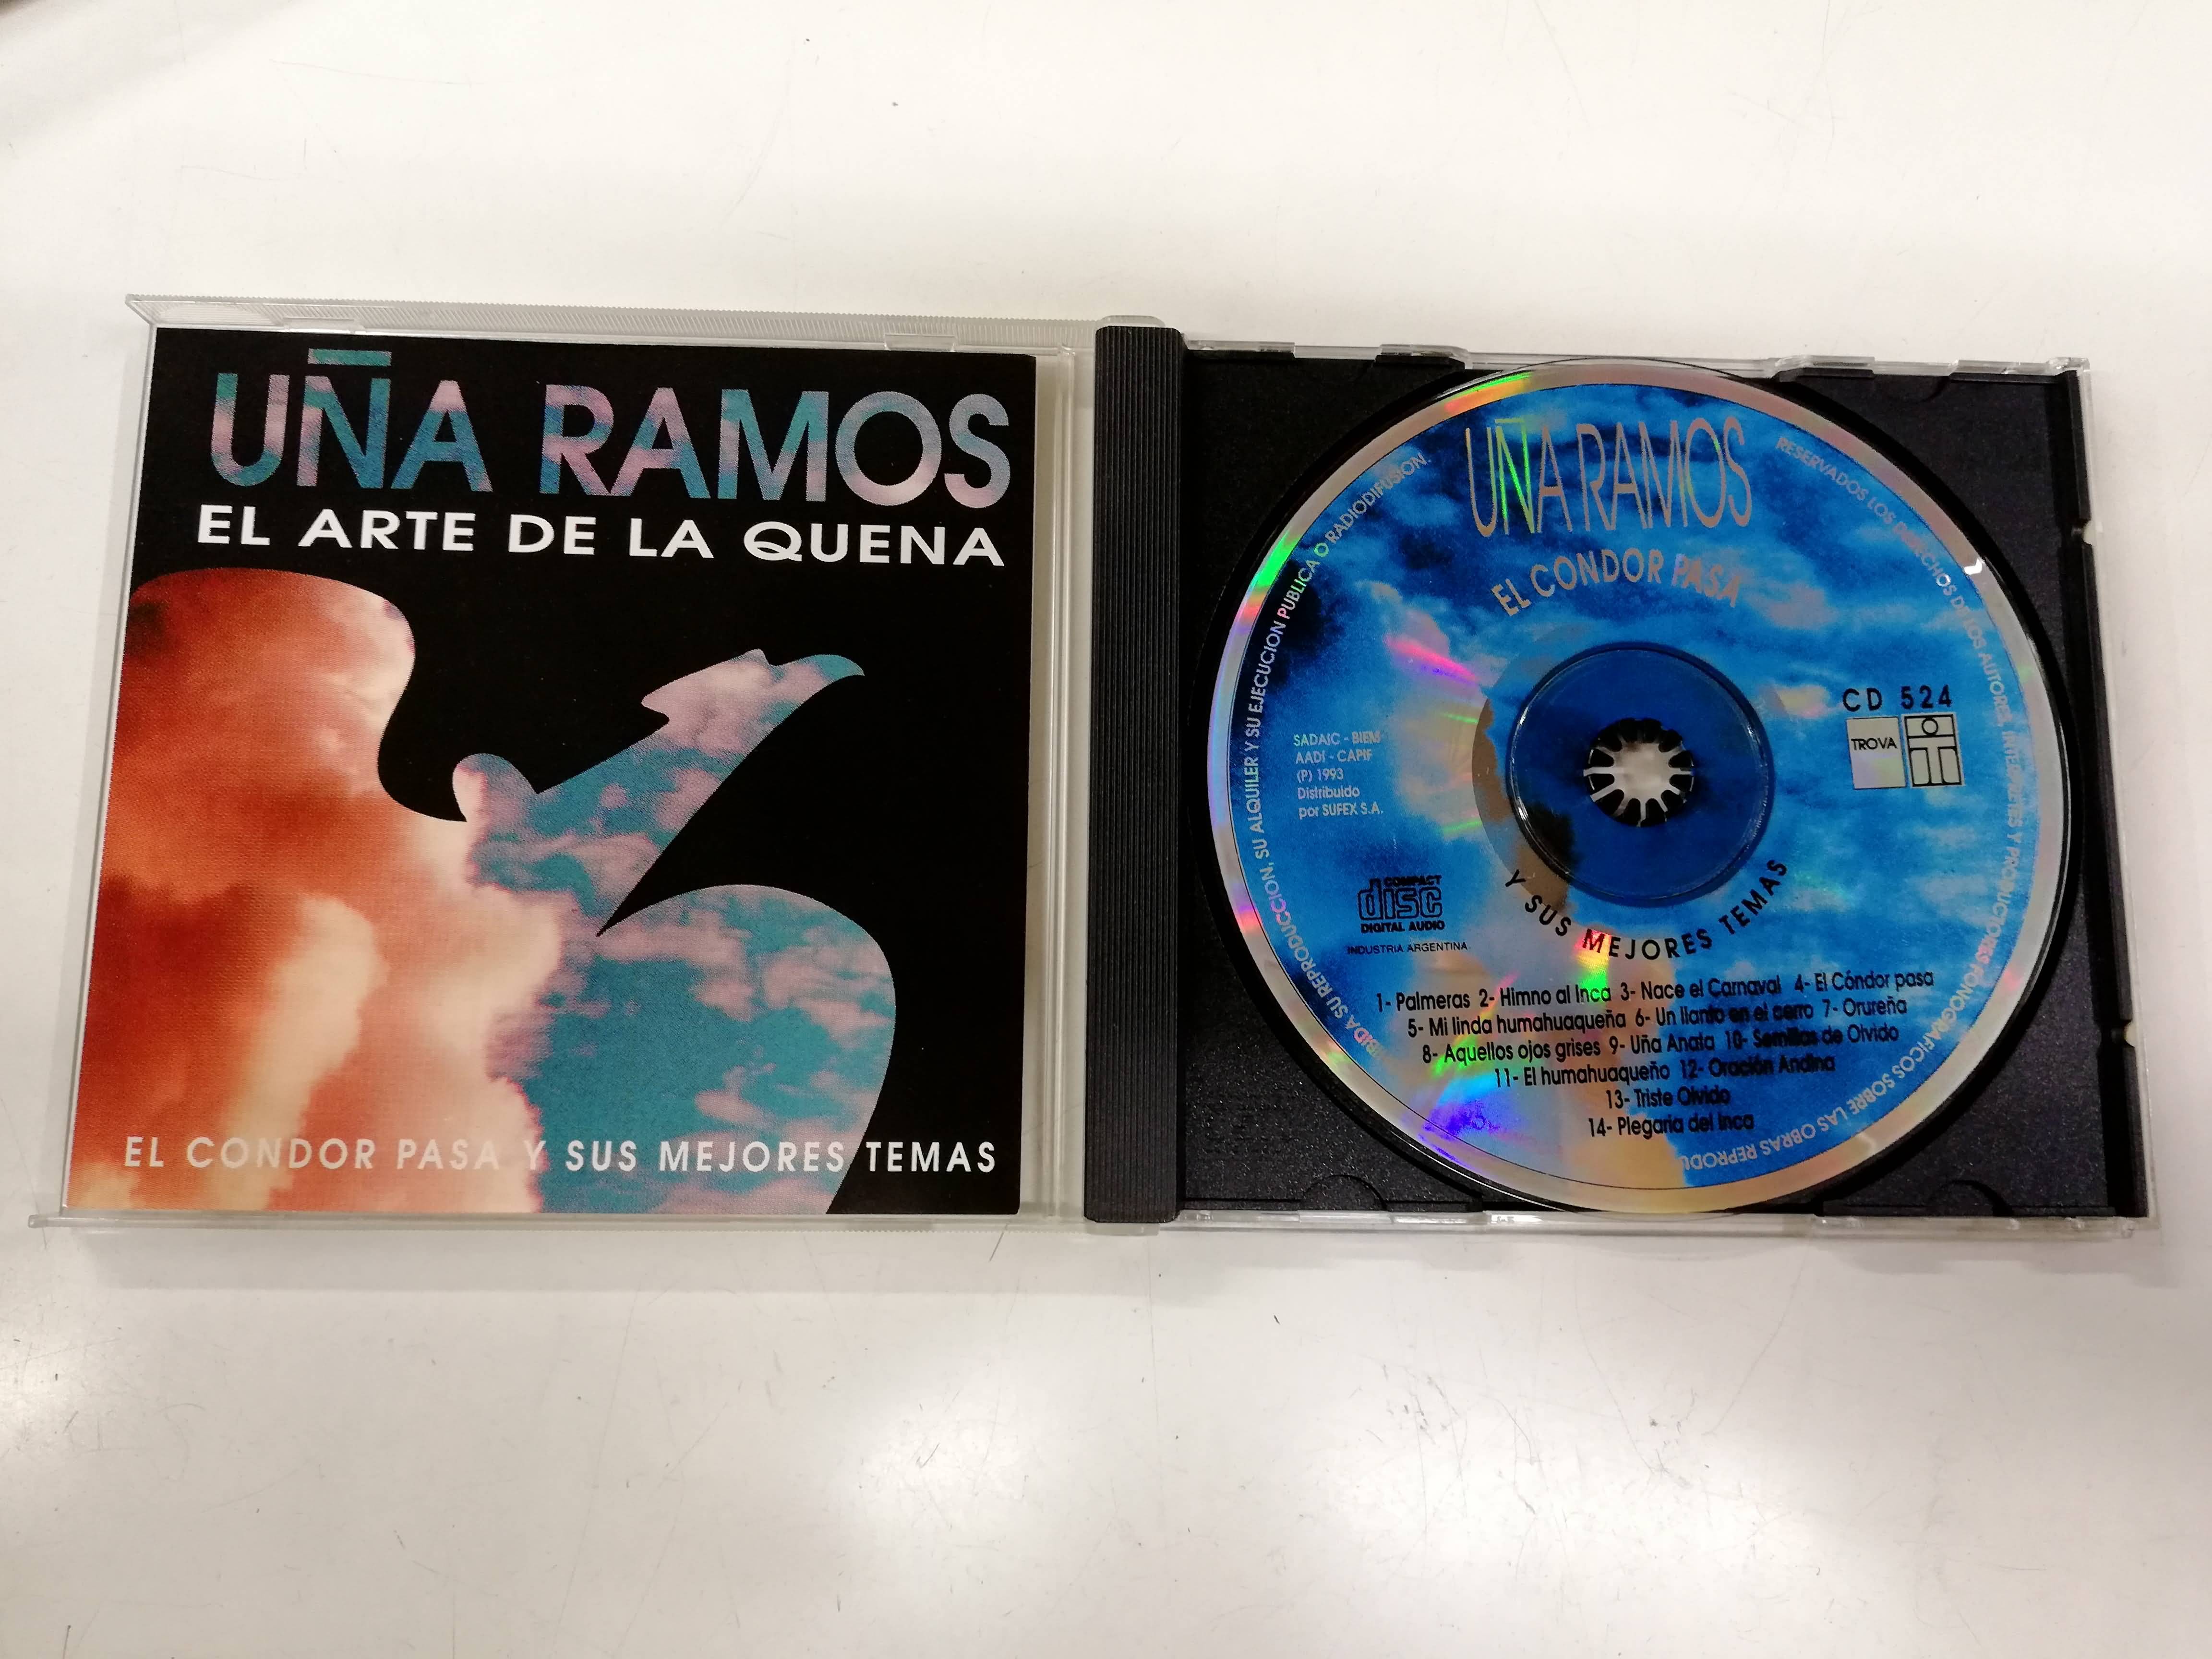 UÑA RAMOS
EL ARTE DE LA QUENA
EL CONDOR PASA Y SUS MEJORES TEMAS
UÑA RAMOS
EL CONDOR PASA
CD 524
TROVA
SADAIC - BIEM
AADI - CAPIF
(P) 1993
Distribuido
por SUFEX S.A.
COMPACT
disc
DIGITAL AUDIO
INDUSTRIA ARGENTINA
Y SUS MEJORES TEMAS
1- Palmeras 2- Himno al Inca 3- Nace el Carnaval 4- El Cóndor pasa
5- Mi linda humahuaqueña 6- Un llanto en el cerro 7- Orureña
8- Aquellos ojos grises 9- Uña Anata 10- Semillas de Olvido
11- El humahuaqueño 12- Oración Andina
13- Triste Olvido
14- Plegaria del Inca
RESERVADOS LOS DERECHOS DE LOS AUTORES, INTERPRETES Y PRODUCTORES FONOGRAFICOS SOBRE LAS OBRAS REPRODU
BIDA SU REPRODUCCION, SU ALQUILER Y SU EJECUCION PUBLICA O RADIODIFUSION.